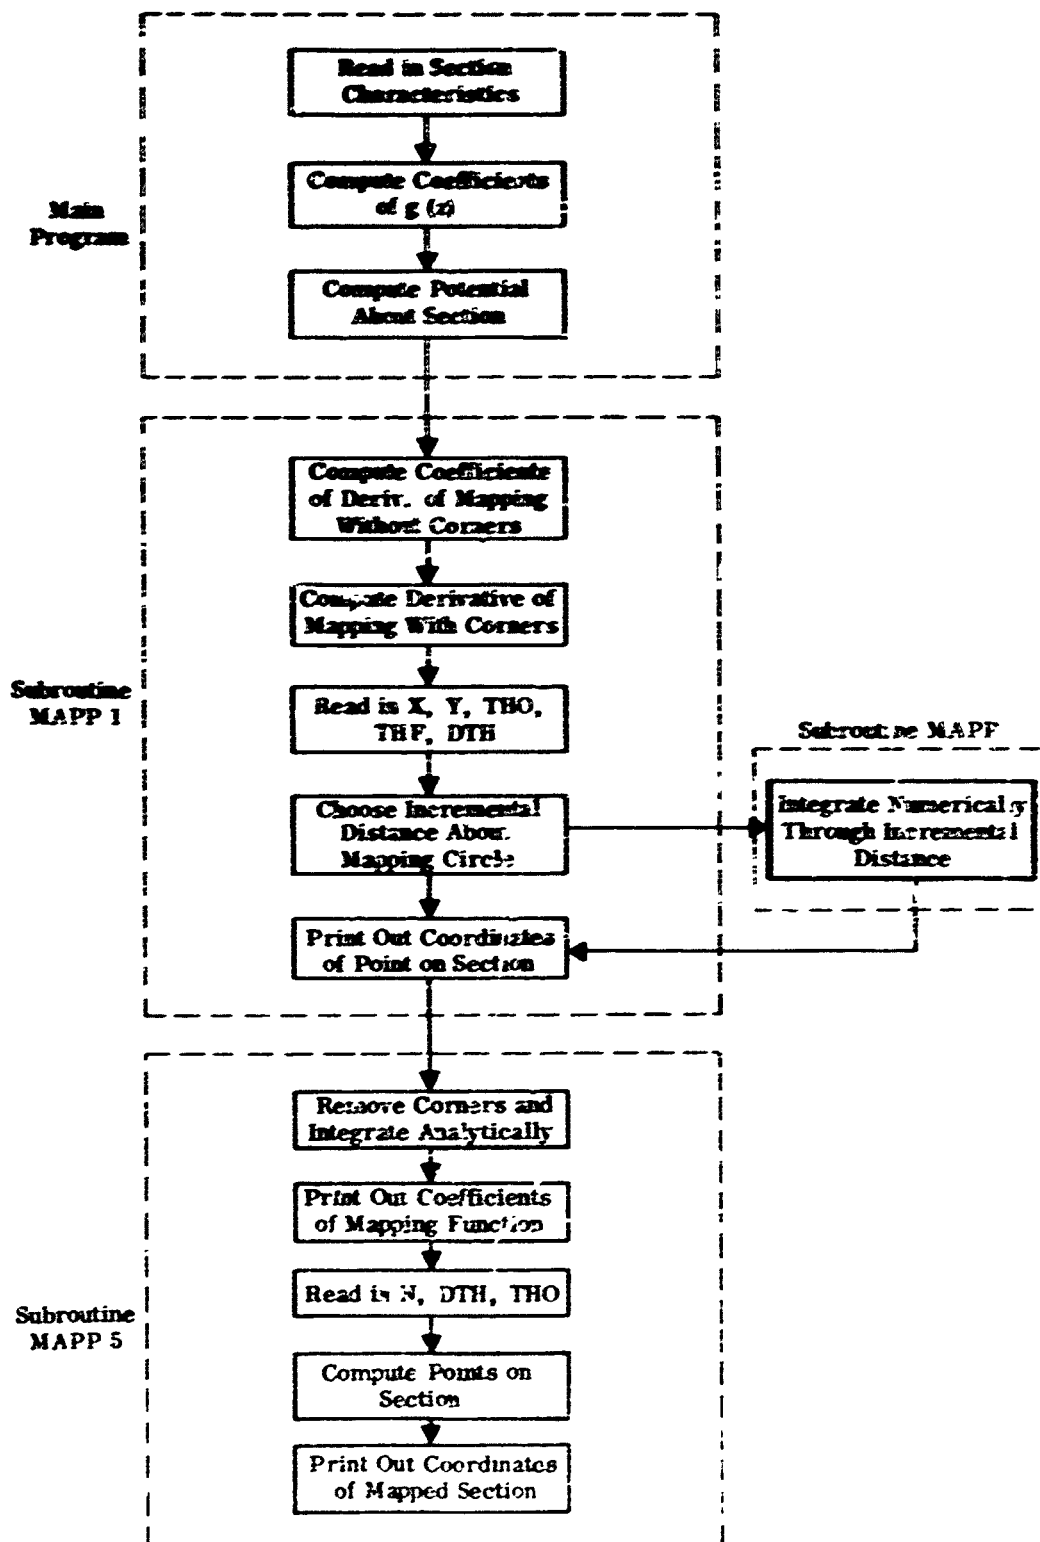 Read in Section
Characteristics
Compute Coefficients
of g (z)
Main
Program
Compute Potential
About Section
Compute Coefficients
of Deriv. of Mapping
Without Corners
Compute Derivative of
Mapping With Corners
Subroutine
MAPP 1
Read in X, Y, THO,
THF, DTH
Subroutine MAPF
Choose Incremental
Distance About
Mapping Circle
Integrate Numerically
Through Incremental
Distance
Print Out Coordinates
of Point on Section
Remove Corners and
Integrate Analytically
Print Out Coefficients
of Mapping Function
Read in N, DTH, THO
Subroutine
MAPP 5
Compute Points on
Section
Print Out Coordinates
of Mapped Section